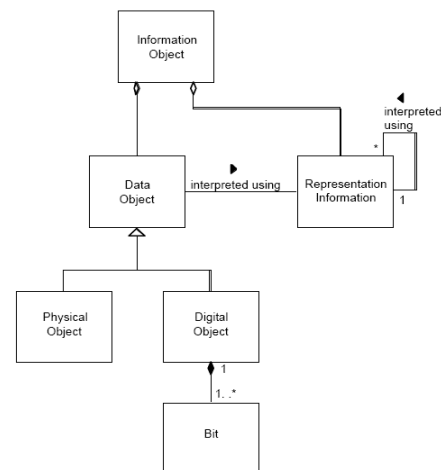 Information
Object
interpreted
using
*
1
Data
Object
interpreted using
Representation
Information
Physical
Object
Digital
Object
1
1. .*
Bit